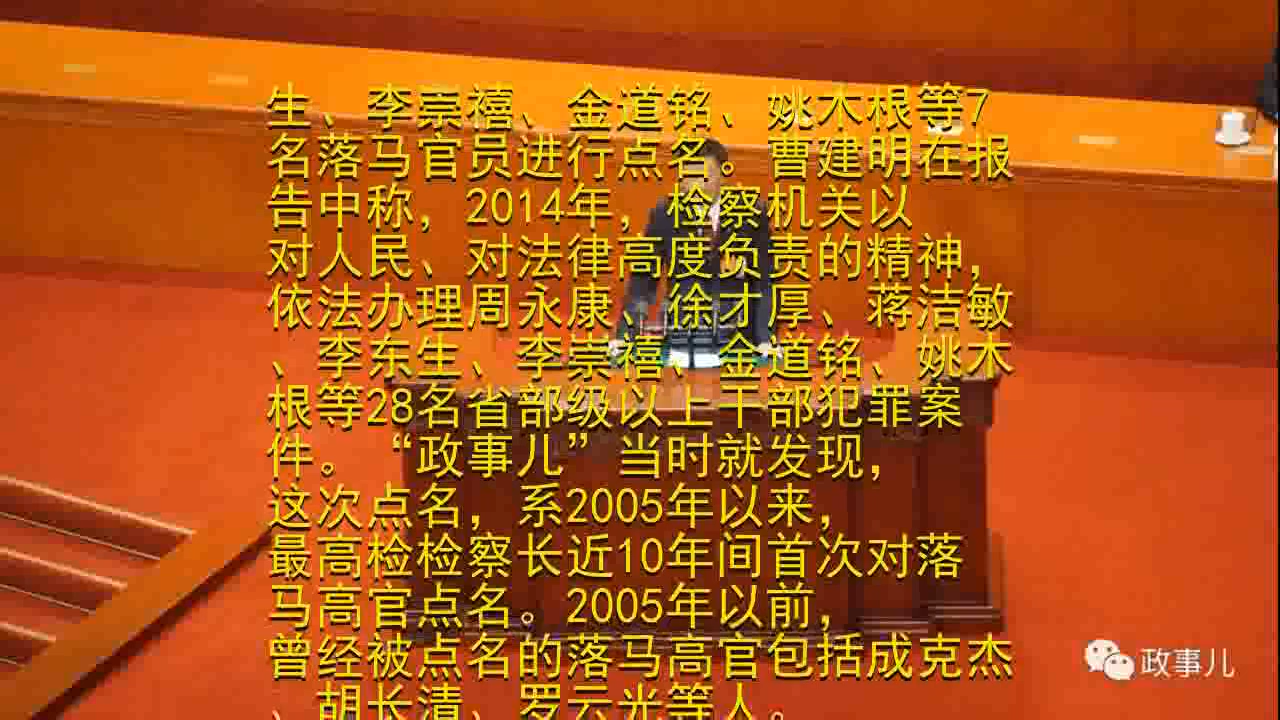 生、李崇禧、金道铭、姚木根等7
名落马官员进行点名。曹建明在报
告中称，2014年，检察机关以
对人民、对法律高度负责的精神，
依法办理周永康、徐才厚、蒋洁敏
、李东生、李崇禧、金道铭、姚木
根等28名省部级以上干部犯罪案
件。“政事儿”当时就发现，
这次点名，系2005年以来，
最高检检察长近10年间首次对落
马高官点名。2005年以前，
曾经被点名的落马高官包括成克杰
、胡长清、罗云光等人。
政事儿